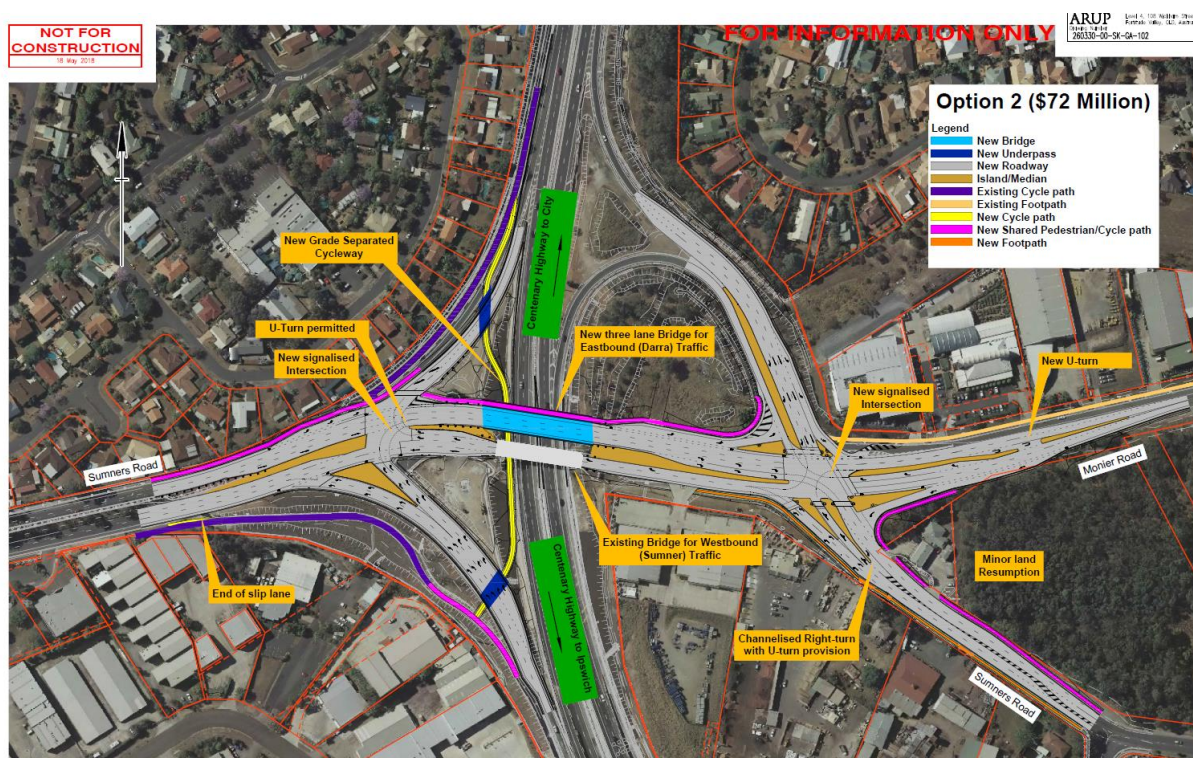 NOT FOR
CONSTRUCTION
18 May 2018
FOR INFORMATION ONLY
ARUP
Drawing Number
260330-00-SK-GA-102
Option 2 ($72 Million)
Legend
New Bridge
New Underpass
New Roadway
Island/Median
Existing Cycle path
Existing Footpath
New Cycle path
New Shared Pedestrian/Cycle path
New Footpath
Centenary Highway to City
New Grade Separated
Cycleway
U-Turn permitted
New signalised
Intersection
New three lane Bridge for
Eastbound (Darra) Traffic
New U-turn
New signalised
Intersection
Sumners Road
Monier Road
Existing Bridge for Westbound
(Sumner) Traffic
Minor land
Resumption
End of slip lane
Centenary Highway to Ipswich
Channelised Right-turn
with U-turn provision
Sumners Road